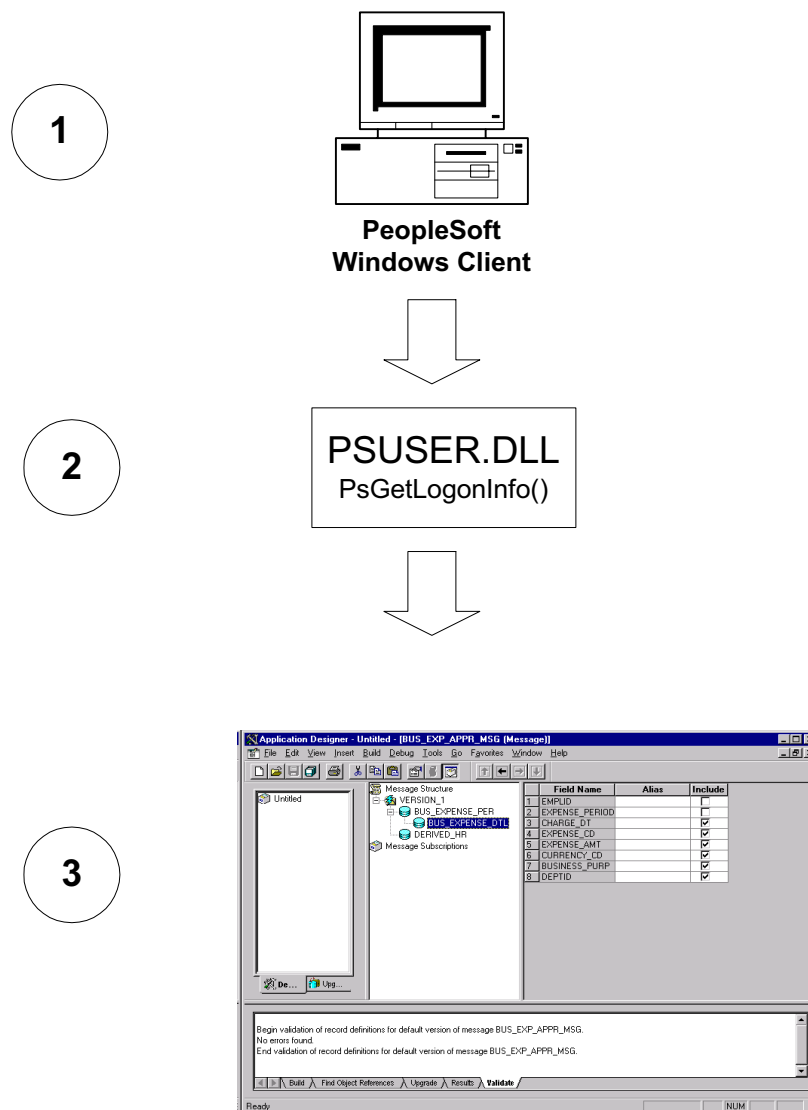 1
PeopleSoft
Windows Client
2
PSUSER.DLL
PsGetLogonInfo()
3
Application Designer - Untitled - [BUS_EXP_APPR_MSG (Message)]
File Edit View Insert Build Debug Tools Go Favorites Window Help
Untitled
De...
Upg...
Message Structure
VERSION_1
BUS_EXPENSE_PER
BUS_EXPENSE_DTL
DERIVED_HR
Message Subscriptions
Field Name Alias Include
1 EMPLID
2 EXPENSE_PERIOD
3 CHARGE_DT
4 EXPENSE_CD
5 EXPENSE_AMT
6 CURRENCY_CD
7 BUSINESS_PURP
8 DEPTID
Begin validation of record definitions for default version of message BUS_EXP_APPR_MSG.
No errors found.
End validation of record definitions for default version of message BUS_EXP_APPR_MSG.
Build Find Object References Upgrade Results Validate
Ready NUM